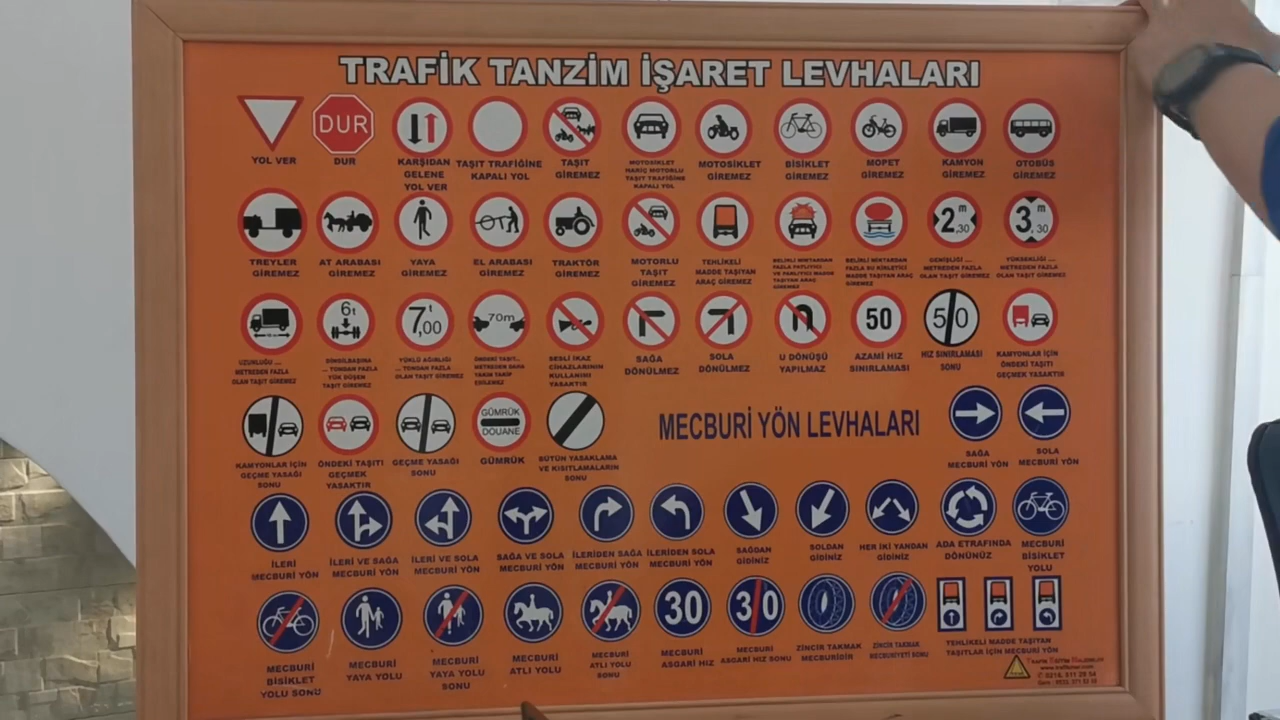 TRAFİK TANZİM İŞARET LEVHALARI
DUR
YOL VER
DUR
KARŞIDAN
GELENE
YOL VER
TAŞIT TRAFİĞİNE
KAPALI YOL
TAŞIT
GİREMEZ
MOTOSİKLET
HARİÇ MOTORLU
TAŞIT TRAFİĞİNE
KAPALI YOL
MOTOSİKLET
GİREMEZ
BİSİKLET
GİREMEZ
MOPET
GİREMEZ
KAMYON
GİREMEZ
OTOBÜS
GİREMEZ
2,30 m
3,30 m
TREYLER
GİREMEZ
AT ARABASI
GİREMEZ
YAYA
GİREMEZ
EL ARABASI
GİREMEZ
TRAKTÖR
GİREMEZ
MOTORLU
TAŞIT
GİREMEZ
TEHLİKELİ
MADDE TAŞIYAN
ARAÇ GİREMEZ
BELİRLİ MİKTARDAN
FAZLA PATLAYICI
VE PARLAYICI MADDE
TAŞIYAN ARAÇ
GİREMEZ
BELİRLİ MİKTARDAN
FAZLA SU KİRLETİCİ
MADDE TAŞIYAN ARAÇ
GİREMEZ
GENİŞLİĞİ ....
METREDEN FAZLA
OLAN TAŞIT GİREMEZ
YÜKSEKLİĞİ ....
METREDEN FAZLA
OLAN TAŞIT GİREMEZ
6t
7,00 t
70m
50
50
UZUNLUĞU ....
METREDEN FAZLA
OLAN TAŞIT GİREMEZ
DİNGİLBAŞINA
... TONDAN FAZLA
YÜK DÜŞEN
TAŞIT GİREMEZ
YÜKLÜ AĞIRLIĞI
... TONDAN FAZLA
OLAN TAŞIT GİREMEZ
ÖNDEKİ TAŞIT...
METREDEN DAHA
YAKIN TAKİP
EDİLEMEZ
SESLİ İKAZ
CİHAZLARININ
KULLANIMI
YASAKTIR
SAĞA
DÖNÜLMEZ
SOLA
DÖNÜLMEZ
U DÖNÜŞÜ
YAPILMAZ
AZAMİ HIZ
SINIRLAMASI
HIZ SINIRLAMASI
SONU
KAMYONLAR İÇİN
ÖNDEKİ TAŞITI
GEÇMEK YASAKTIR
GÜMRÜK
DOUANE
KAMYONLAR İÇİN
GEÇME YASAĞI
SONU
ÖNDEKİ TAŞITI
GEÇMEK
YASAKTIR
GEÇME YASAĞI
SONU
GÜMRÜK
BÜTÜN YASAKLAMA
VE KISITLAMALARIN
SONU
MECBURİ YÖN LEVHALARI
SAĞA
MECBURİ YÖN
SOLA
MECBURİ YÖN
İLERİ
MECBURİ YÖN
İLERİ VE SAĞA
MECBURİ YÖN
İLERİ VE SOLA
MECBURİ YÖN
SAĞA VE SOLA
MECBURİ YÖN
İLERİDEN SAĞA
MECBURİ YÖN
İLERİDEN SOLA
MECBURİ YÖN
SAĞDAN
GİDİNİZ
SOLDAN
GİDİNİZ
HER İKİ YANDAN
GİDİNİZ
ADA ETRAFINDA
DÖNÜNÜZ
MECBURİ
BİSİKLET
YOLU
30
30
MECBURİ
BİSİKLET
YOLU SONU
MECBURİ
YAYA YOLU
MECBURİ
YAYA YOLU
SONU
MECBURİ
ATLI YOLU
MECBURİ
ATLI YOLU
SONU
MECBURİ
ASGARİ HIZ
MECBURİ
ASGARİ HIZ SONU
ZİNCİR TAKMAK
MECBURİDİR
ZİNCİR TAKMAK
MECBURİYETİ SONU
TEHLİKELİ MADDE TAŞIYAN
TAŞITLAR İÇİN MECBURİ YÖN